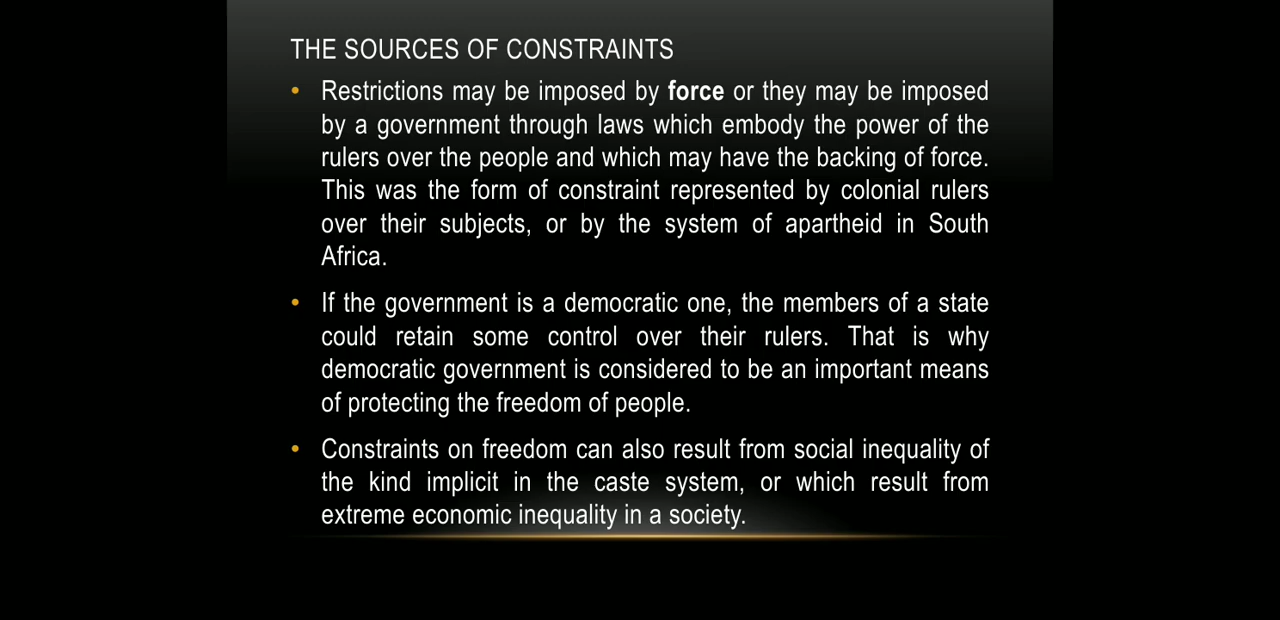 THE SOURCES OF CONSTRAINTS
• Restrictions may be imposed by force or they may be imposed
by a government through laws which embody the power of the
rulers over the people and which may have the backing of force.
This was the form of constraint represented by colonial rulers
over their subjects, or by the system of apartheid in South
Africa.
• If the government is a democratic one, the members of a state
could retain some control over their rulers. That is why
democratic government is considered to be an important means
of protecting the freedom of people.
• Constraints on freedom can also result from social inequality of
the kind implicit in the caste system, or which result from
extreme economic inequality in a society.